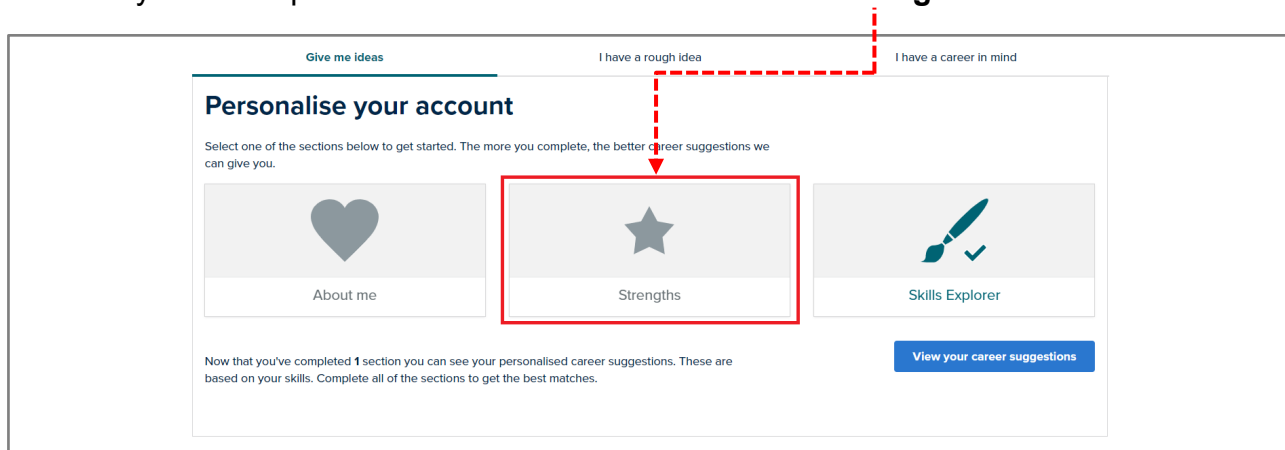 Give me ideas
I have a rough idea
I have a career in mind
Personalise your account
Select one of the sections below to get started. The more you complete, the better career suggestions we
can give you.
About me
Strengths
Skills Explorer
Now that you've completed 1 section you can see your personalised career suggestions. These are
based on your skills. Complete all of the sections to get the best matches.
View your career suggestions